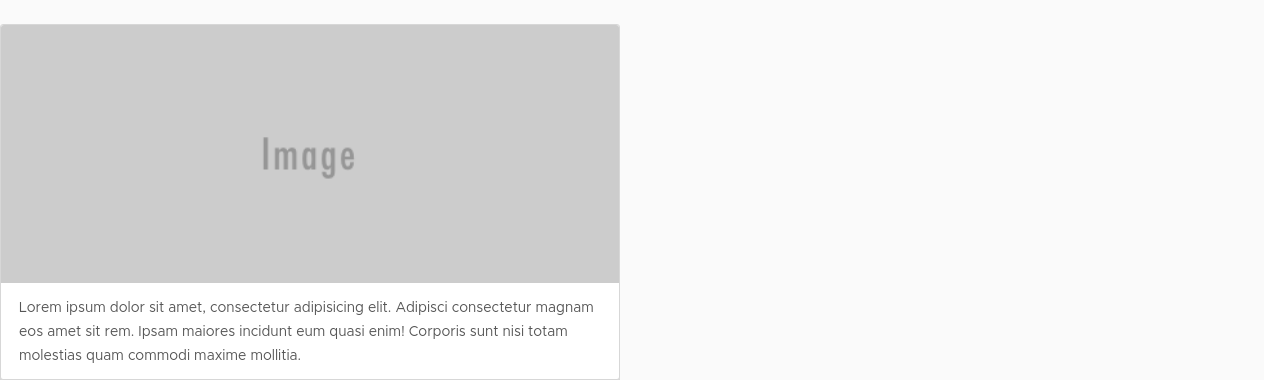 Image
Lorem ipsum dolor sit amet, consectetur adipisicing elit. Adipisci consectetur magnam
eos amet sit rem. Ipsam maiores incidunt eum quasi enim! Corporis sunt nisi totam
molestias quam commodi maxime mollitia.